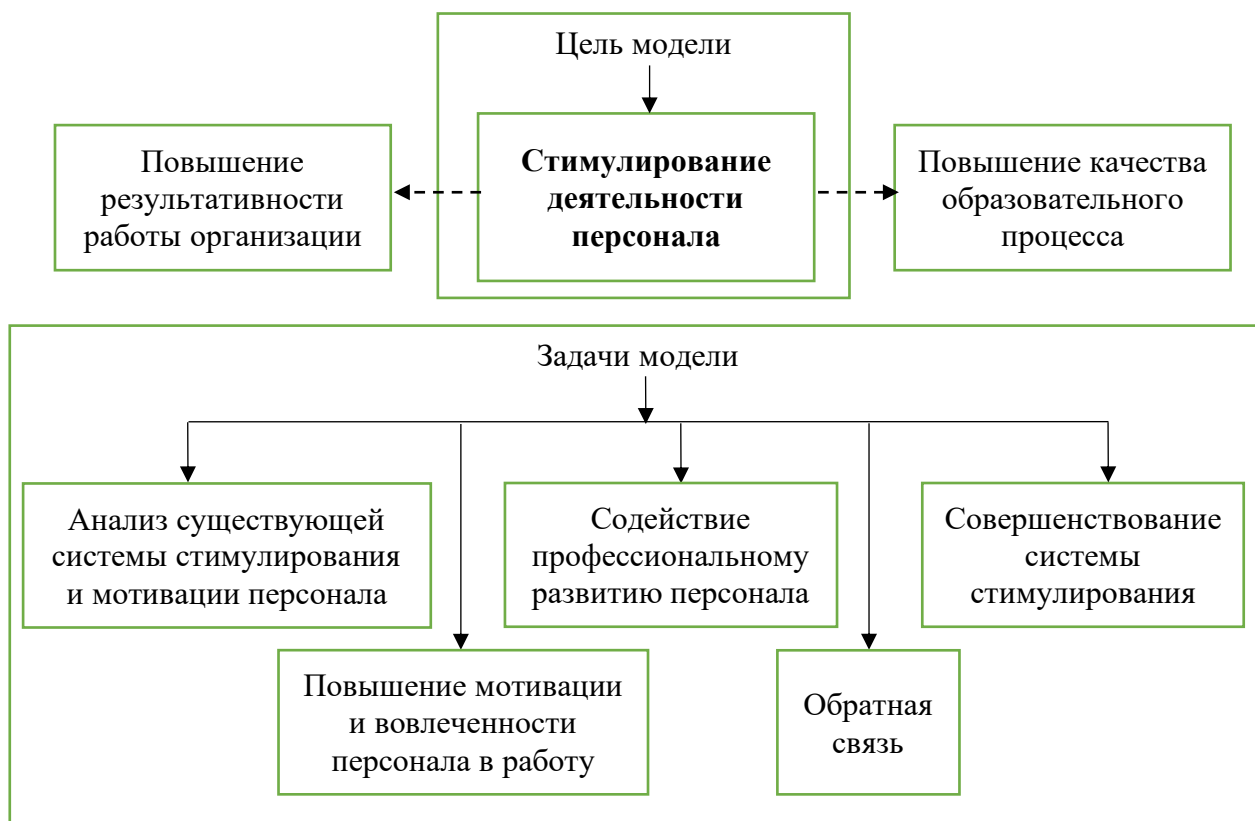 Цель модели
Повышение
результативности
работы организации
Стимулирование
деятельности
персонала
Повышение качества
образовательного
процесса
Задачи модели
Анализ существующей
системы стимулирования
и мотивации персонала
Содействие
профессиональному
развитию персонала
Совершенствование
системы
стимулирования
Повышение мотивации
и вовлеченности
персонала в работу
Обратная
связь